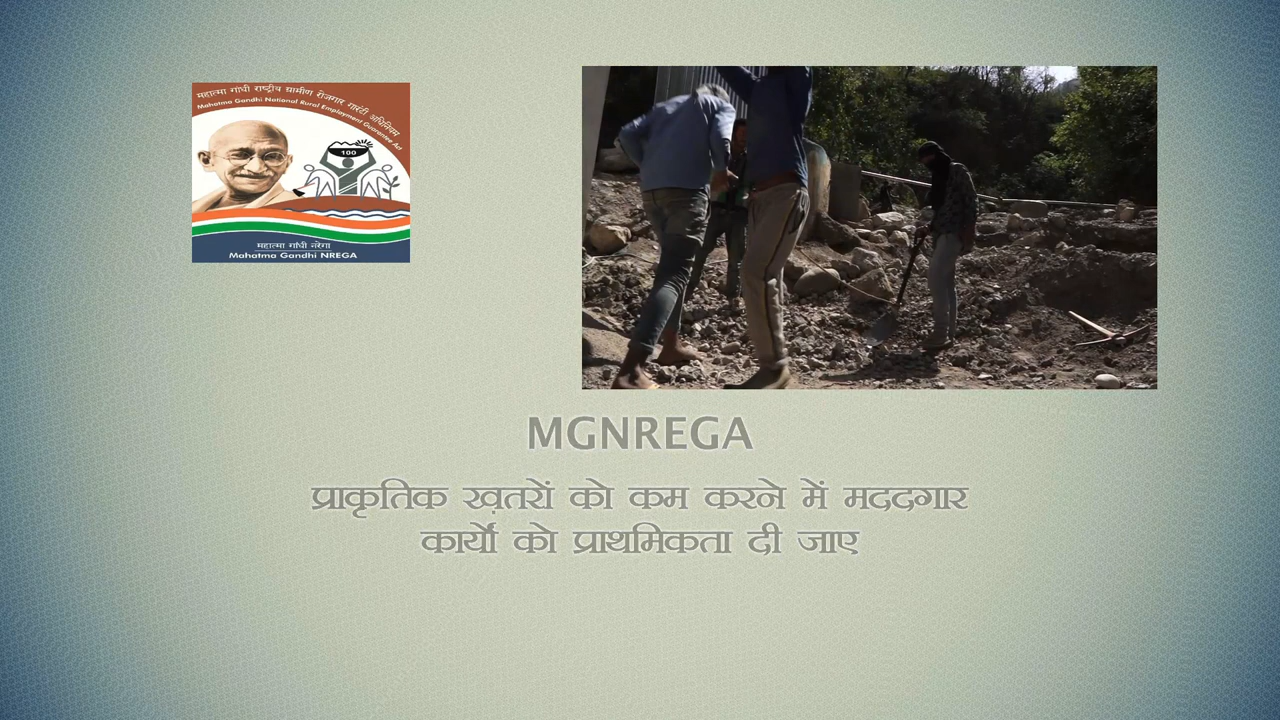 महात्मा गांधी राष्ट्रीय ग्रामीण रोजगार गारंटी अधिनियम
Mahatma Gandhi National Rural Employment Guarantee Act
100
महात्मा गांधी नरेगा
Mahatma Gandhi NREGA
MGNREGA
प्राकृतिक ख़तरों को कम करने में मददगार
कार्यों को प्राथमिकता दी जाए